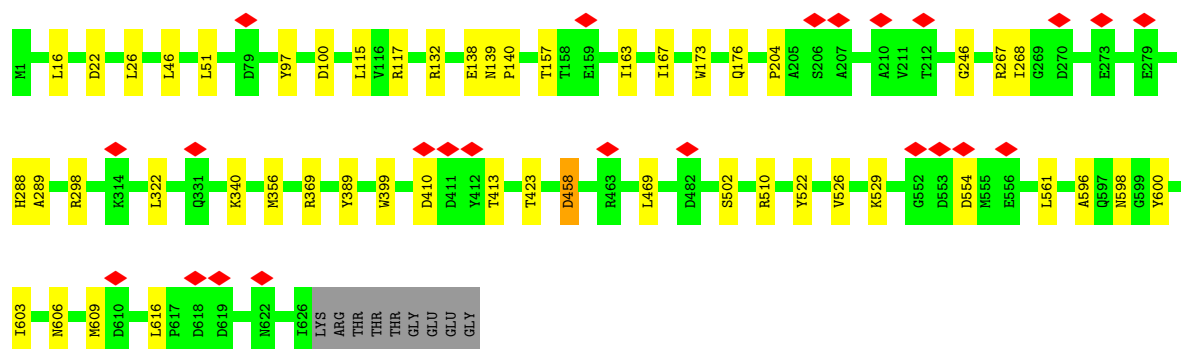 M1 L16 D22 L26 L46 L51 D79 Y97 D100 L115 V116 R117 R132 E138 N139 P140 T157 T158 E159 I163 I167 W173 Q176 P204 A205 S206 A207 A210 V211 T212 G246 R267 I268 G269 D270 E273 E279
H288 A289 R298 K314 L322 Q331 K340 M356 R369 Y389 W399 D410 D411 Y412 T413 T423 D458 R463 L469 D482 S502 R510 Y522 V526 K529 G552 D553 D554 M555 E556 L561 A596 Q597 N598 G599 Y600
I603 N606 M609 D610 L616 P617 D618 D619 N622 I626 LYS ARG THR THR THR GLY GLU GLU GLY